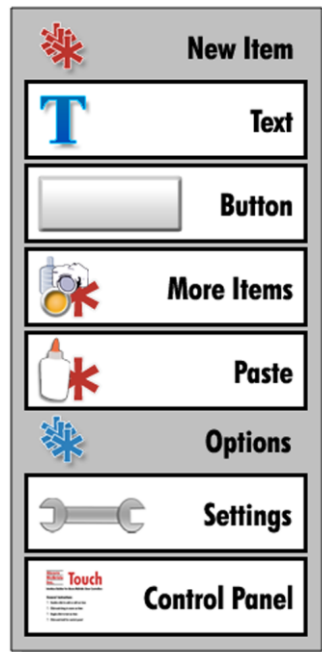 New Item
T
Text
Button
More Items
Paste
Options
Settings
Touch
Control Panel